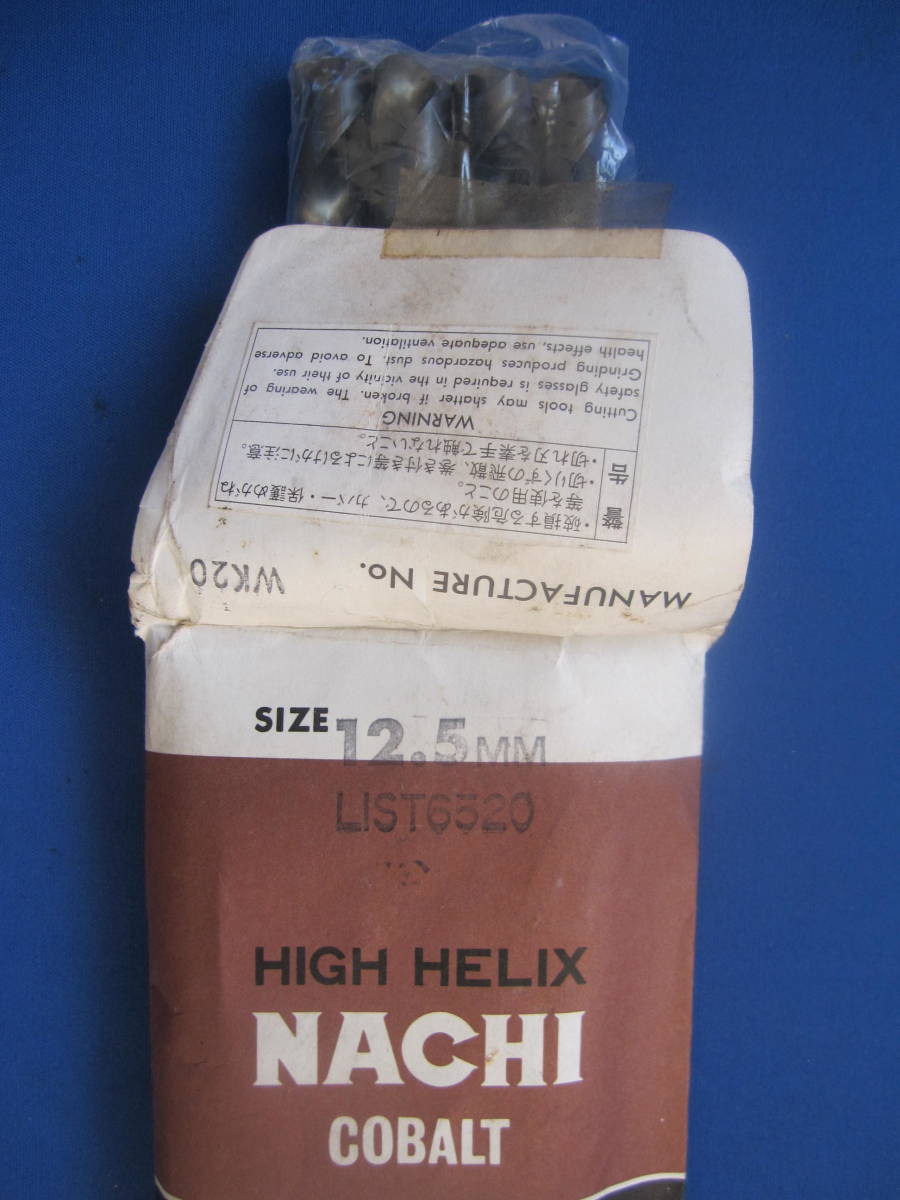 MANUFACTURE No. WK20
警告
・破損する危険があるので、カバー・保護めがね
等を使用のこと。
・切りくずの飛散、巻き付き等によるけがに注意。
・切れ刃を素手で触れないこと。
WARNING
Cutting tools may shatter if broken. The wearing of
safety glasses is required in the vicinity of their use.
Grinding produces hazardous dust. To avoid adverse
health effects, use adequate ventilation.
SIZE 12.5MM
LIST6520
HIGH HELIX
NACHI
COBALT